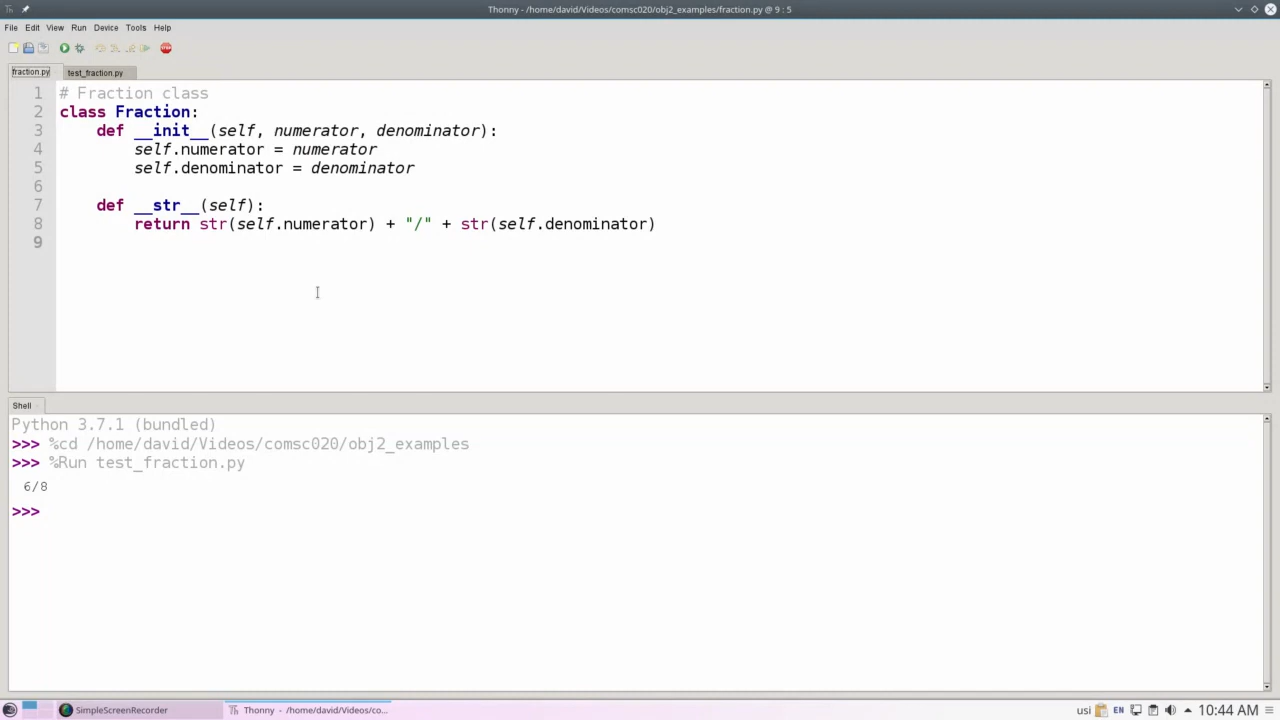 Thonny - /home/david/Videos/comsc020/obj2_examples/fraction.py @ 9 : 5
File Edit View Run Device Tools Help
STOP
fraction.py test_fraction.py
1 # Fraction class
2 class Fraction:
3     def __init__(self, numerator, denominator):
4         self.numerator = numerator
5         self.denominator = denominator
6
7     def __str__(self):
8         return str(self.numerator) + "/" + str(self.denominator)
9
Shell
Python 3.7.1 (bundled)
>>> %cd /home/david/Videos/comsc020/obj2_examples
>>> %Run test_fraction.py
6/8
>>>
SimpleScreenRecorder Th Thonny - /home/david/Videos/co... usi EN 10:44 AM